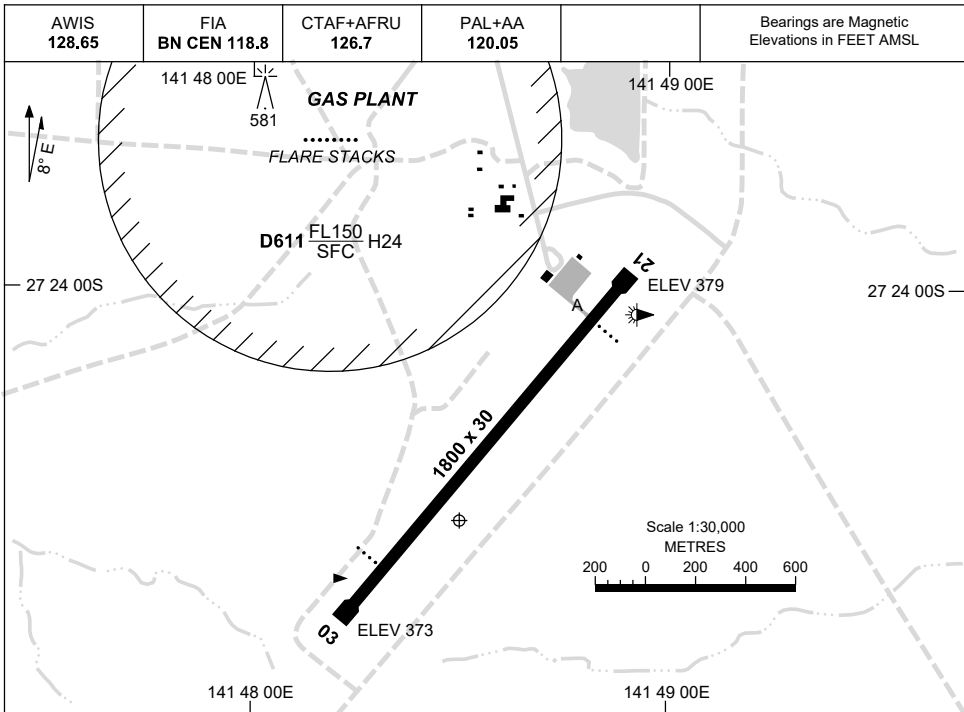 AWIS
128.65
FIA
BN CEN 118.8
CTAF+AFRU
126.7
PAL+AA
120.05
Bearings are Magnetic
Elevations in FEET AMSL
141 48 00E
141 49 00E
GAS PLANT
581
FLARE STACKS
8° E
D611 FL150 H24
SFC
21
27 24 00S
ELEV 379
27 24 00S
A
1800 x 30
Scale 1:30,000
METRES
200 0 200 400 600
03
ELEV 373
141 48 00E
141 49 00E